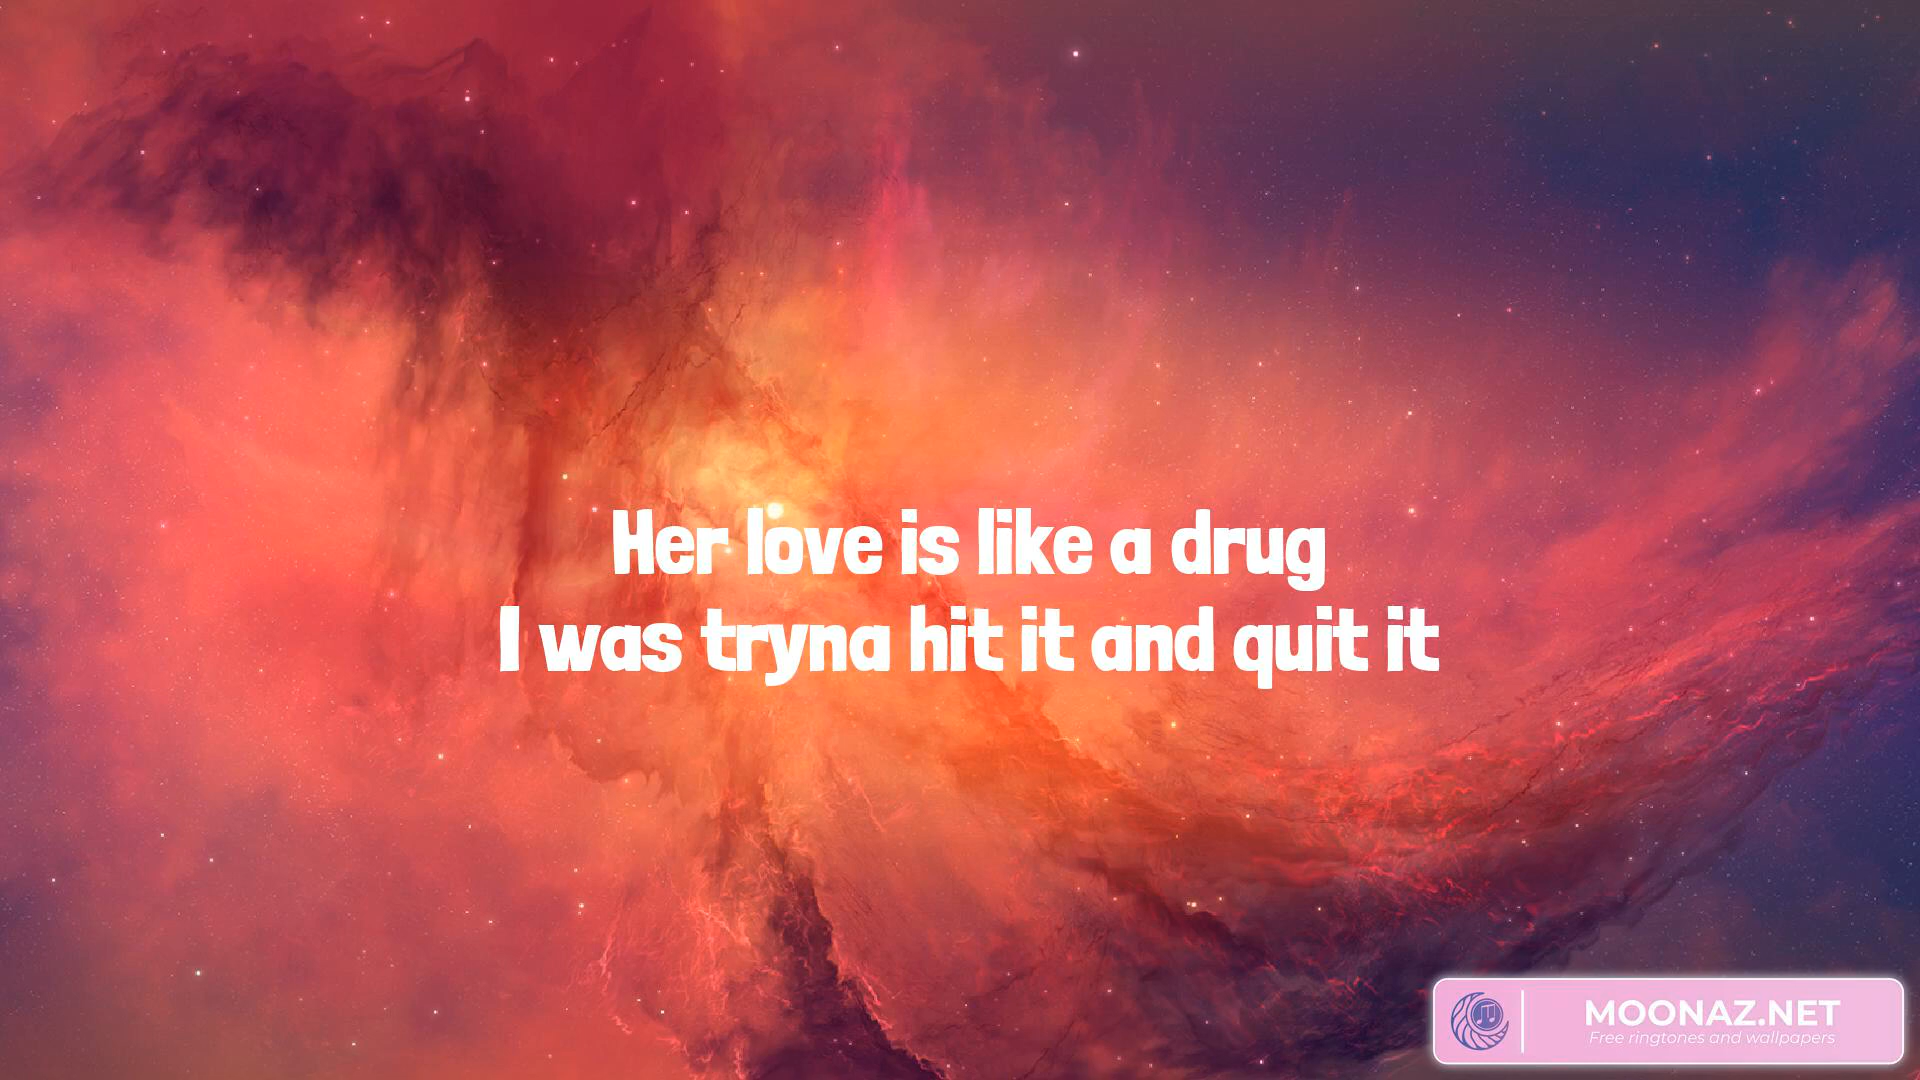 Her love is like a drug
I was tryna hit it and quit it
MOONAZ.NET
Free ringtones and wallpapers